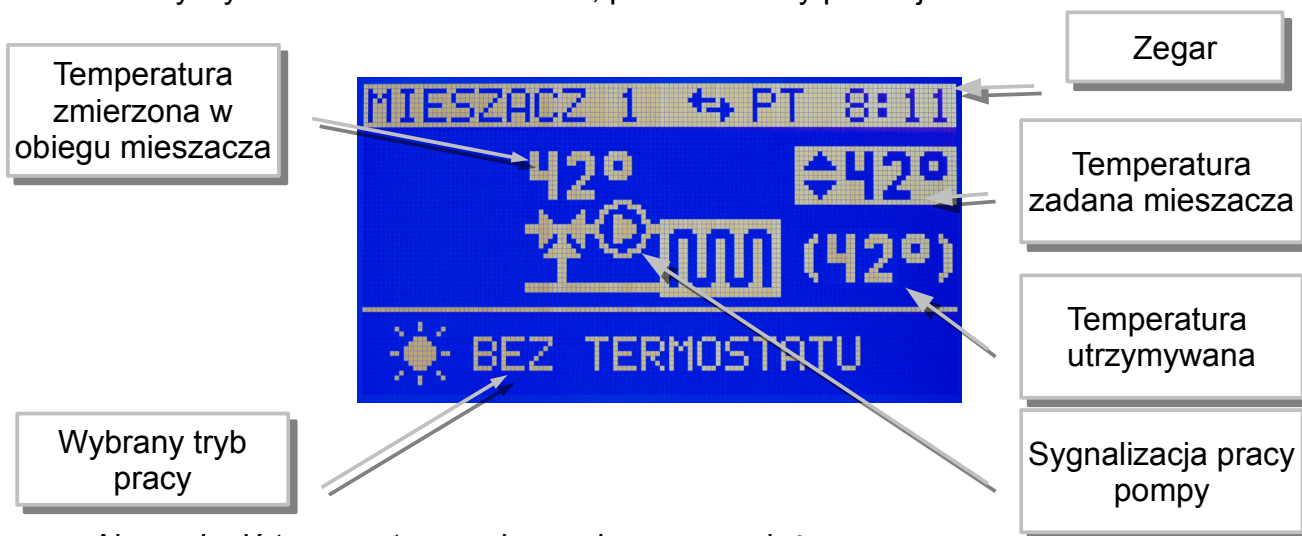 Zegar
Temperatura
zmierzona w
obiegu mieszacza
MIESZACZ 1 PT 8:11
42°
42°
Temperatura
zadana mieszacza
(42°)
Temperatura
utrzymywana
BEZ TERMOSTATU
Wybrany tryb
pracy
Sygnalizacja pracy
pompy